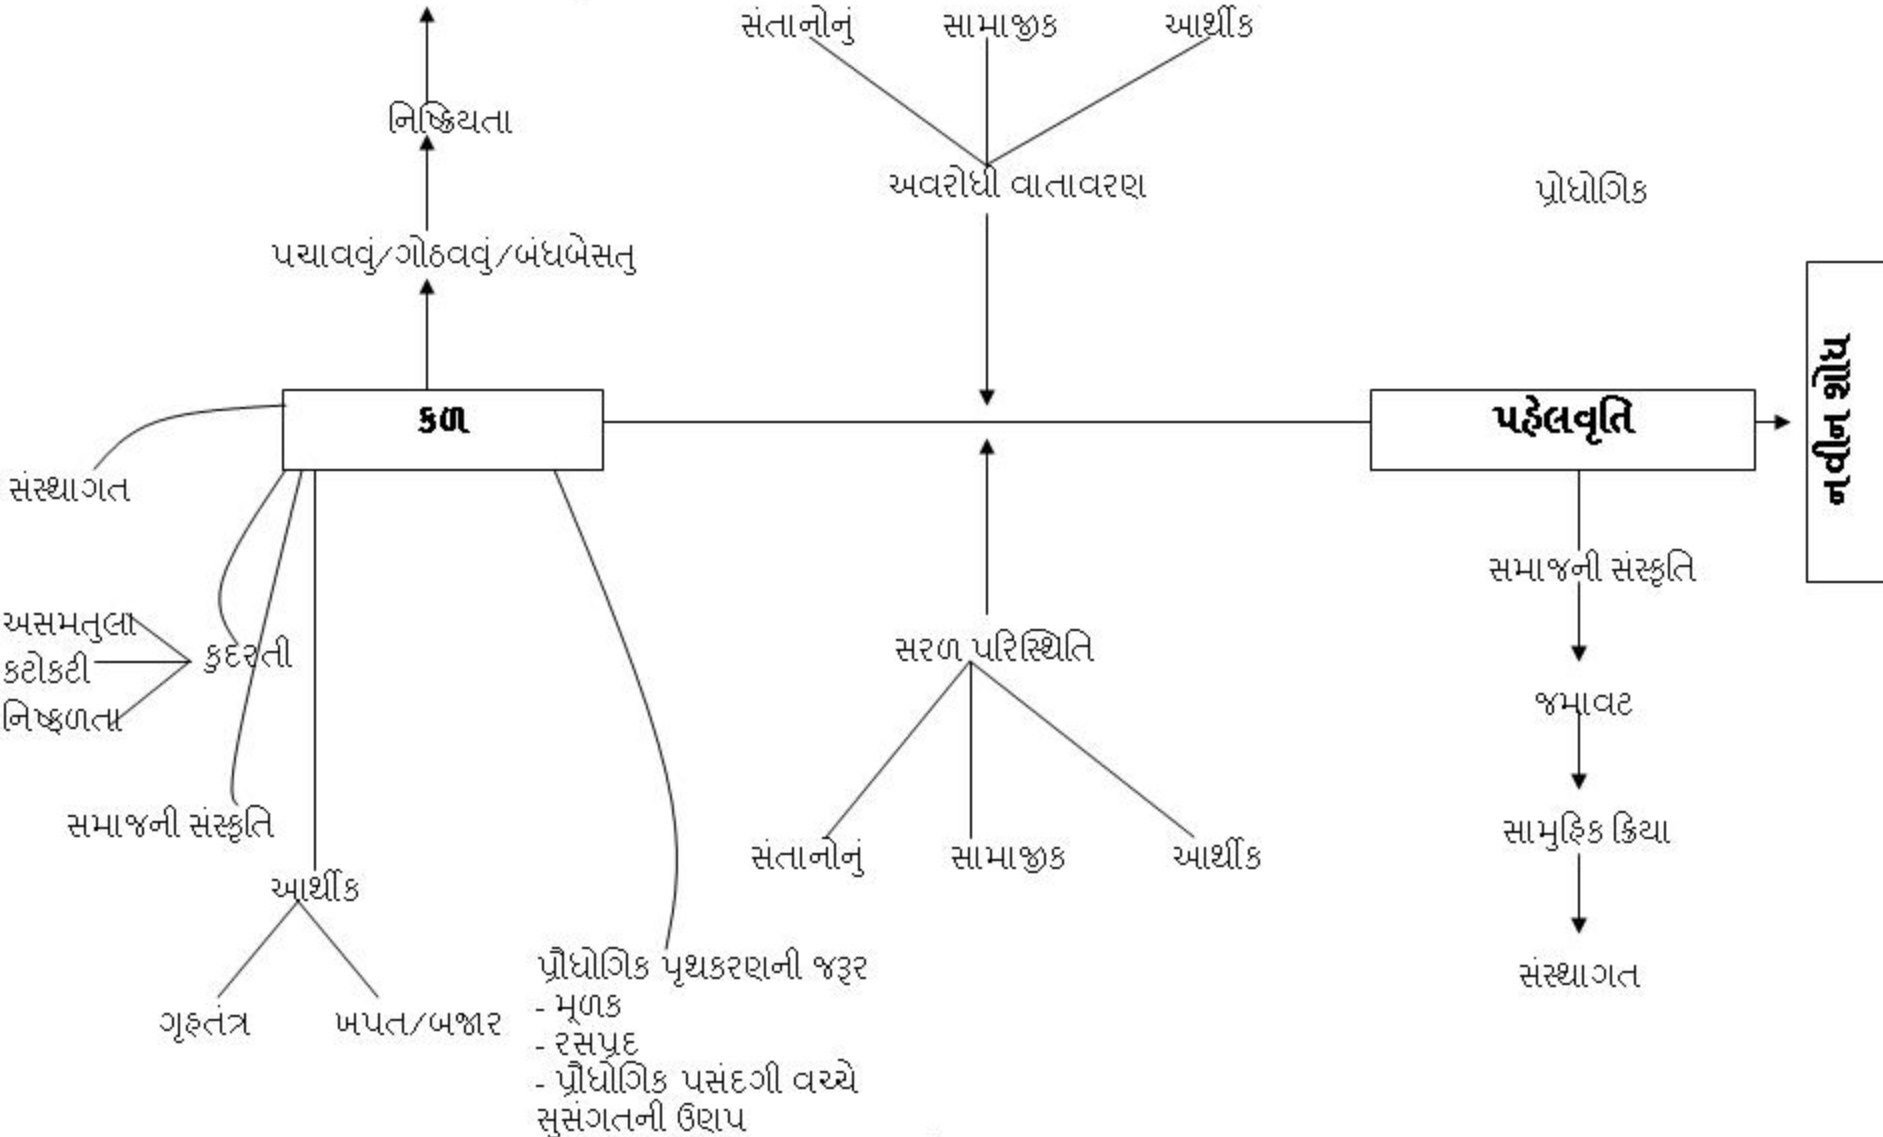 સંતાનોનું સામાજીક આર્થીક
નિષ્ક્રિયતા
અવરોધી વાતાવરણ
પ્રોધોગિક
પચાવવું/ગોઠવવું/બંધબેસતુ
કળ
પહેલવૃતિ
નવીન શોધ
સંસ્થાગત
સમાજની સંસ્કૃતિ
અસમતુલા
કટોકટી
નિષ્ફળતા
કુદરતી
સરળ પરિસ્થિતિ
જમાવટ
સમાજની સંસ્કૃતિ
સામુહિક ક્રિયા
સંતાનોનું સામાજીક આર્થીક
આર્થીક
સંસ્થાગત
ગૃહતંત્ર ખપત/બજાર
પ્રૌધોગિક પૃથકરણની જરૂર
- મૂળક
- રસપ્રદ
- પ્રૌધોગિક પસંદગી વચ્ચે
સુસંગતની ઉણપ